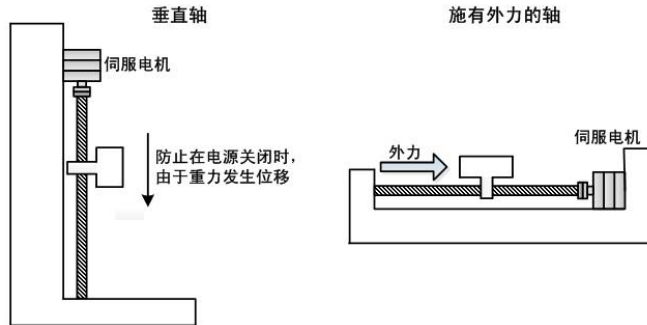 垂直轴
伺服电机
防止在电源关闭时，
由于重力发生位移
施有外力的轴
外力
伺服电机